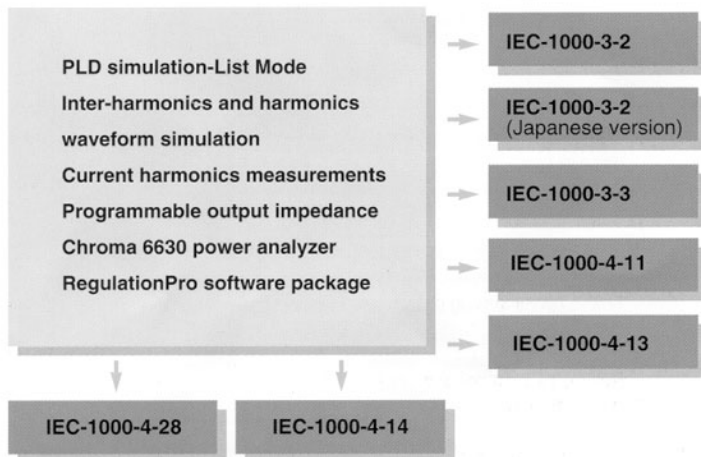 PLD simulation-List Mode
Inter-harmonics and harmonics
waveform simulation
Current harmonics measurements
Programmable output impedance
Chroma 6630 power analyzer
RegulationPro software package
IEC-1000-3-2
IEC-1000-3-2
(Japanese version)
IEC-1000-3-3
IEC-1000-4-11
IEC-1000-4-13
IEC-1000-4-28
IEC-1000-4-14